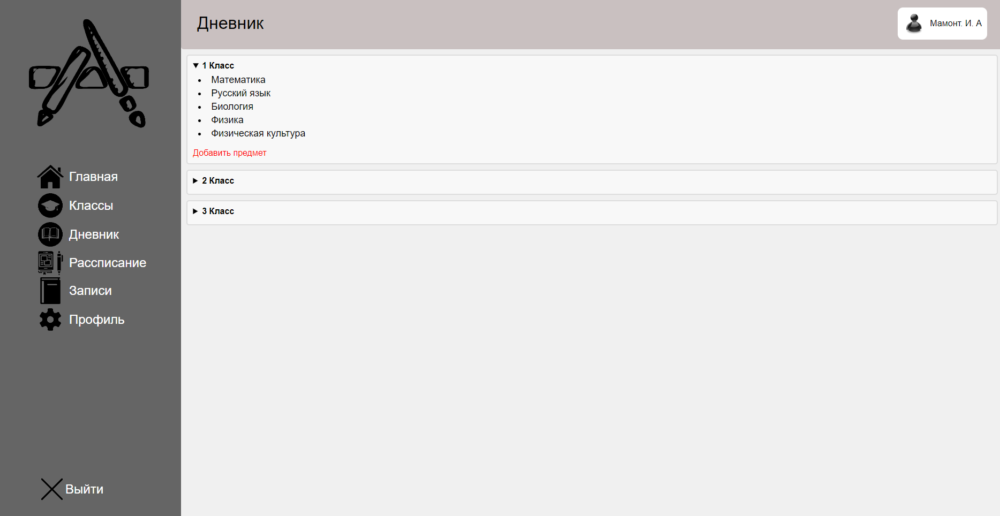 Дневник
Мамонт. И. А
Главная
Классы
Дневник
Рассписание
Записи
Профиль
Выйти
1 Класс
Математика
Русский язык
Биология
Физика
Физическая культура
Добавить предмет
2 Класс
3 Класс